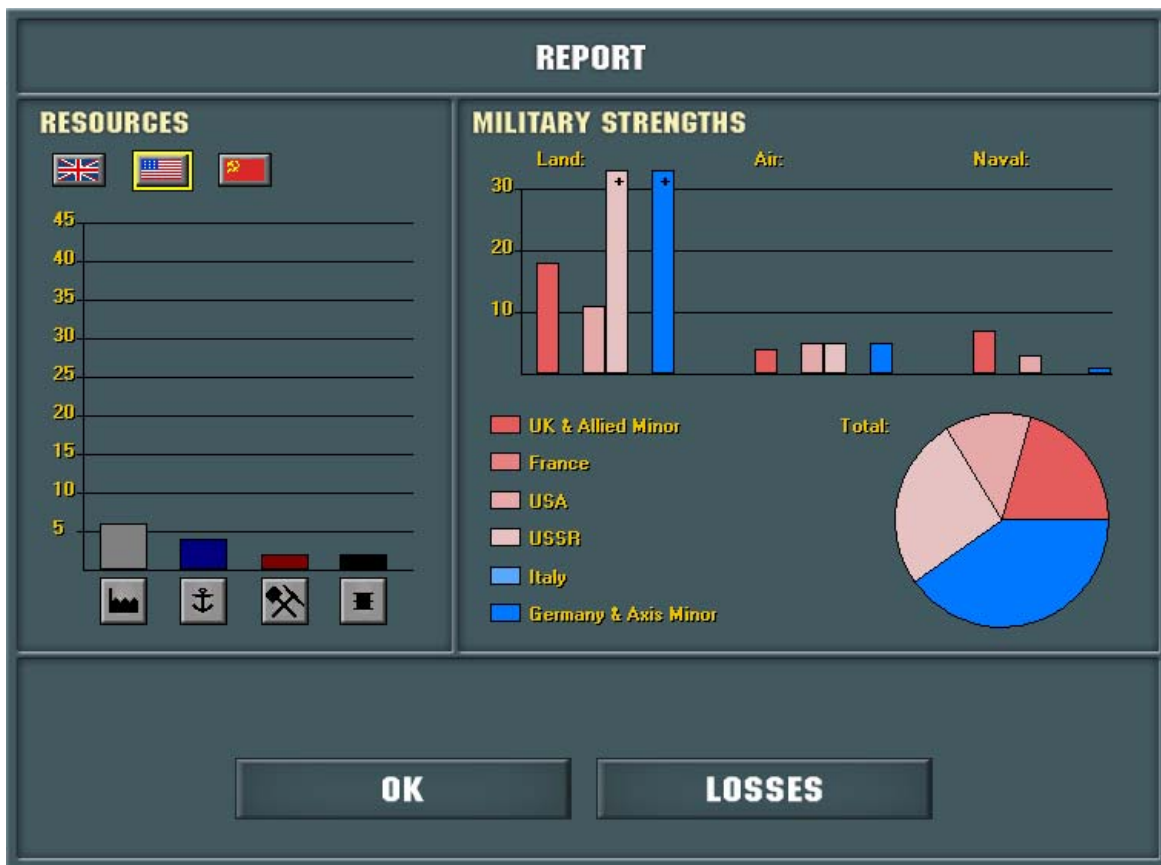 REPORT
RESOURCES
45
40
35
30
25
20
15
10
5
MILITARY STRENGTHS
Land: Air: Naval:
30
20
10
+ +
UK & Allied Minor
France
USA
USSR
Italy
Germany & Axis Minor
Total:
OK LOSSES